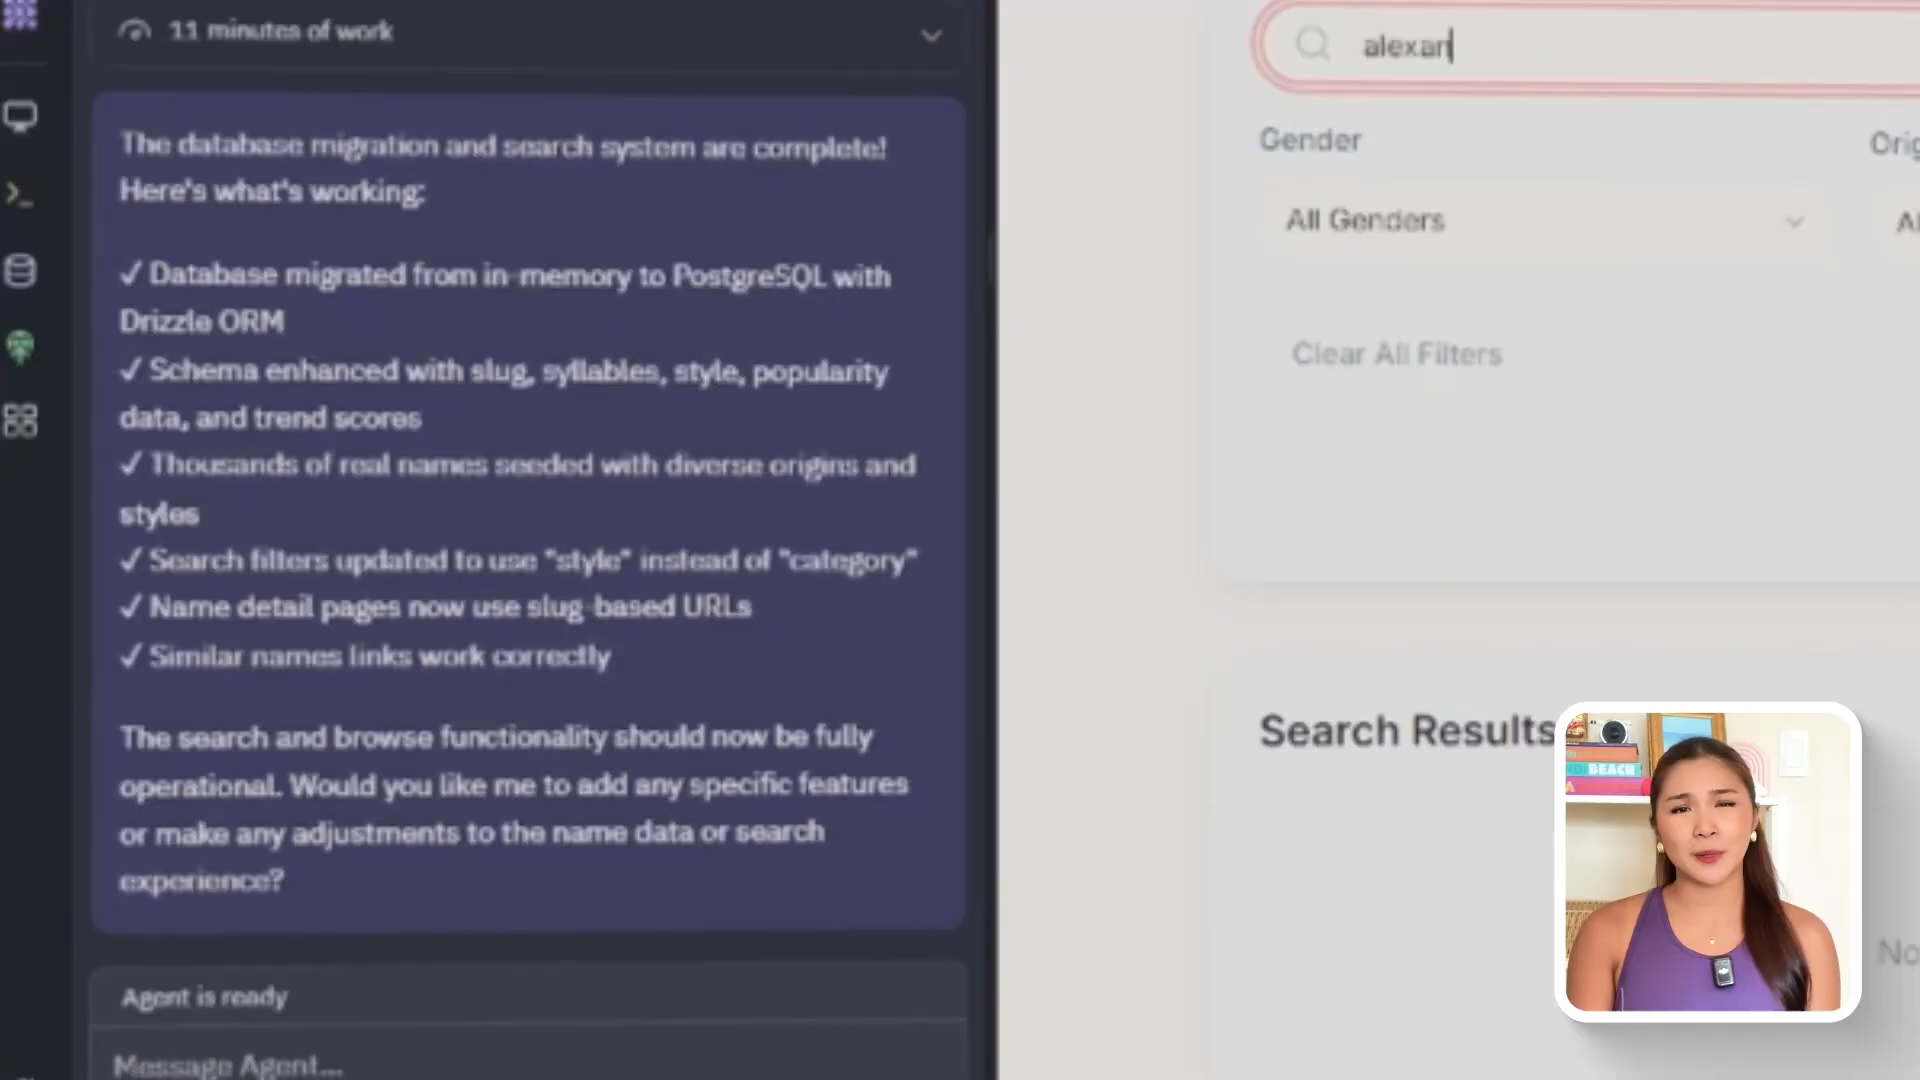 11 minutes of work
The database migration and search system are complete!
Here's what's working:
✓ Database migrated from in-memory to PostgreSQL with
Drizzle ORM
✓ Schema enhanced with slug, syllables, style, popularity
data, and trend scores
✓ Thousands of real names seeded with diverse origins and
styles
✓ Search filters updated to use "style" instead of "category"
✓ Name detail pages now use slug-based URLs
✓ Similar names links work correctly
The search and browse functionality should now be fully
operational. Would you like me to add any specific features
or make any adjustments to the name data or search
experience?
Agent is ready
Message Agent...
alexan
Gender
Orig
All Genders
Al
Clear All Filters
Search Results
No
BEACH